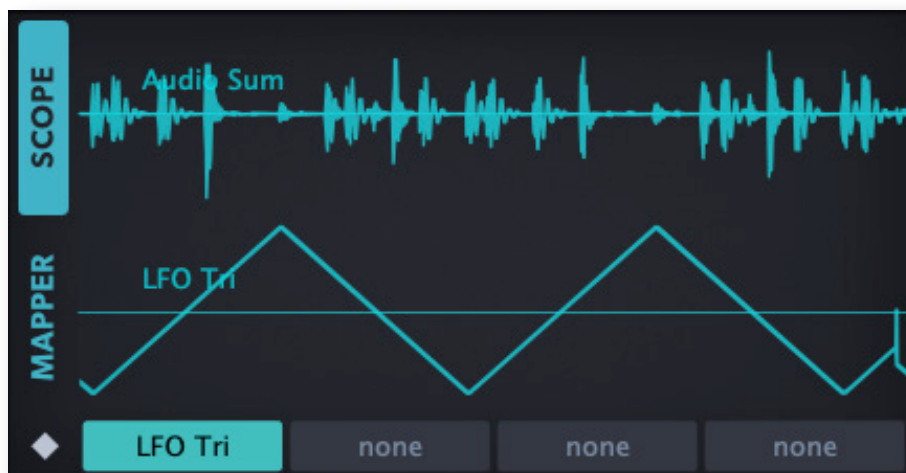 SCOPE
Audio Sum
MAPPER
LFO Tri
LFO Tri none none none